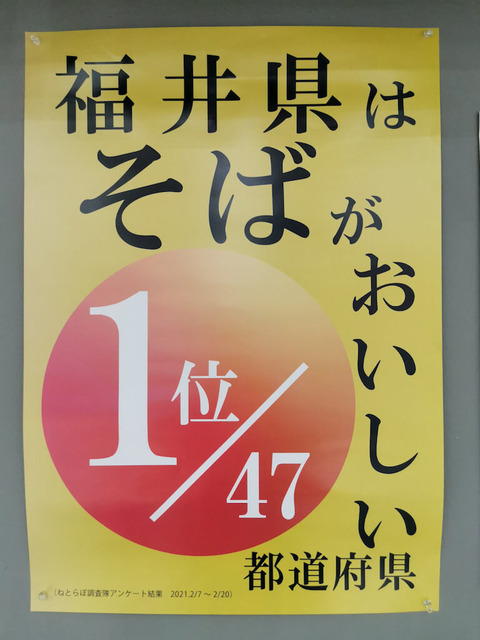 福井県は
そばが
おいしい
都道府県
1位/47
(ねとらぼ調査隊アンケート結果 2021.2/7～2/20)